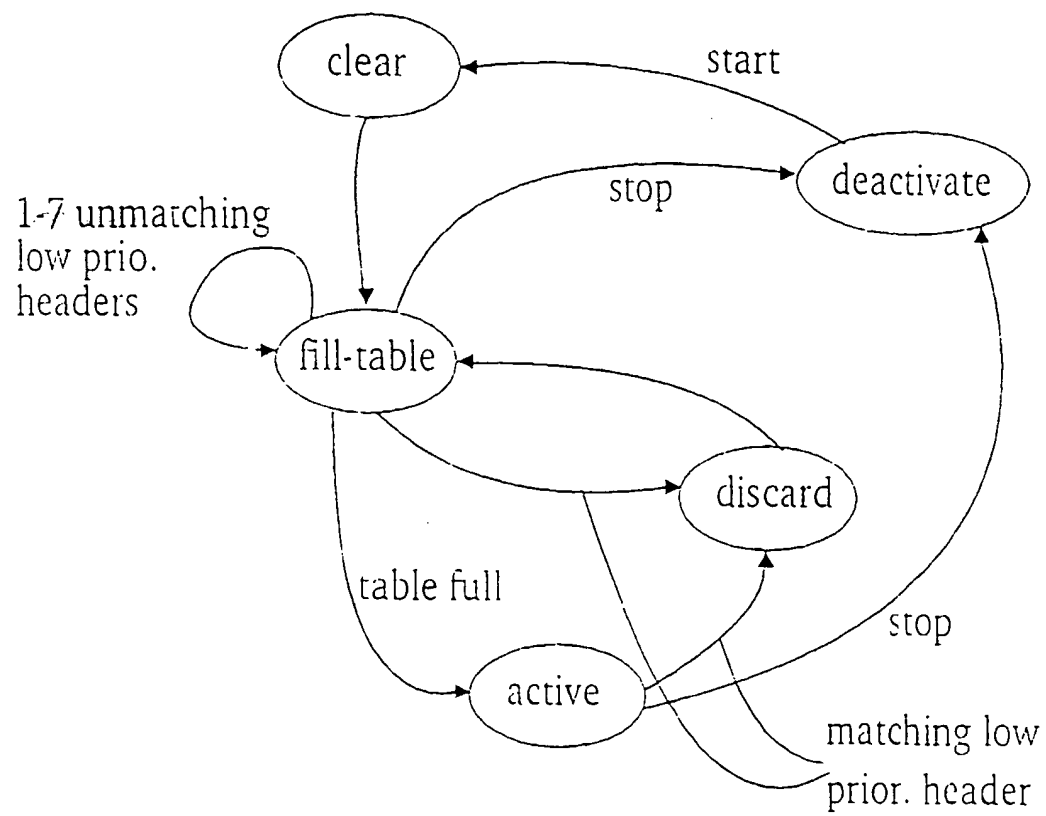 clear
start
deactivate
stop
1-7 unmatching
low prio.
headers
fill-table
discard
table full
stop
active
matching low
prior. header